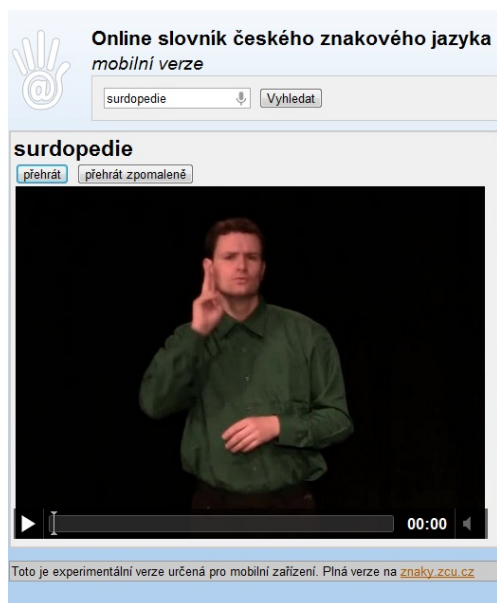 Online slovník českého znakového jazyka
mobilní verze
surdopedie
Vyhledat
surdopedie
přehrát
přehrát zpomaleně
00:00
Toto je experimentální verze určená pro mobilní zařízení. Plná verze na znaky.zcu.cz